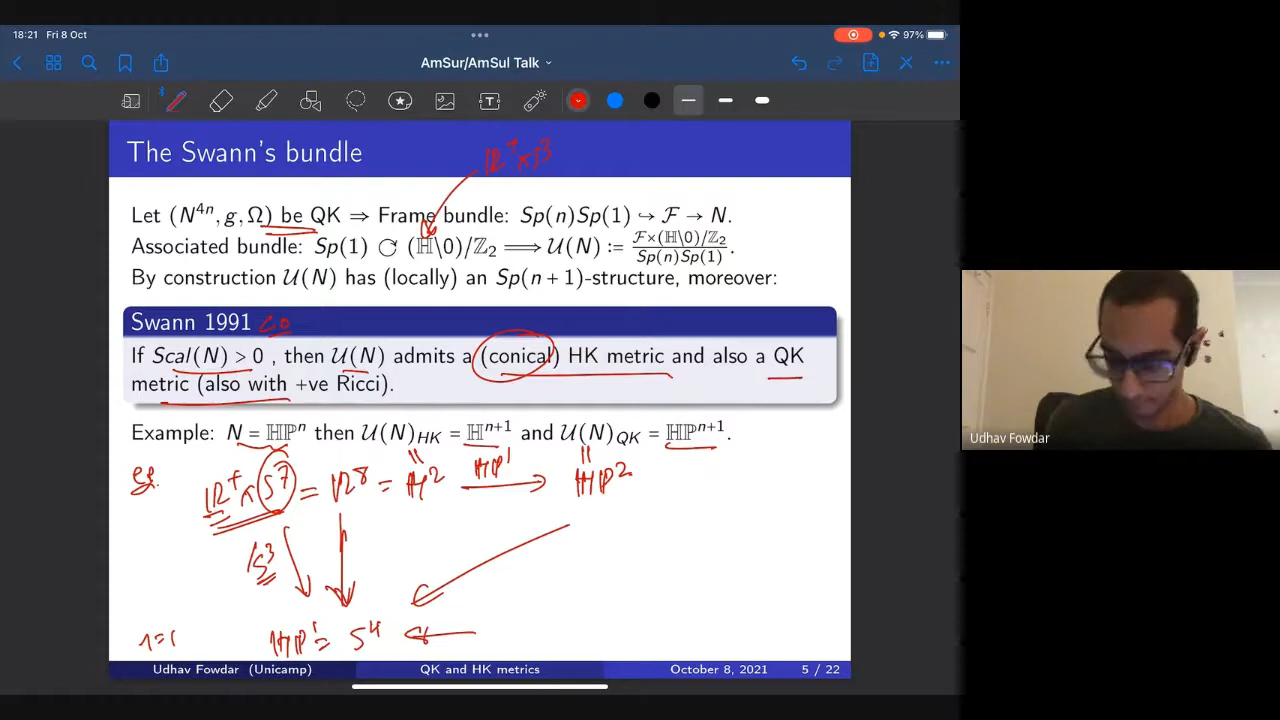 18:21 Fri 8 Oct
97%
AmSur/AmSul Talk
The Swann's bundle
ℝ⁺×S³
Let (N⁴ⁿ, g, Ω) be QK ⇒ Frame bundle: Sp(n)Sp(1) ↪ ℱ → N.
Associated bundle: Sp(1) ↻ (ℍ\0)/ℤ₂ ⟹ 𝒰(N) ≔ ℱ×(ℍ\0)/ℤ₂ / Sp(n)Sp(1).
By construction 𝒰(N) has (locally) an Sp(n + 1)-structure, moreover:
Swann 1991 <0
If Scal(N) > 0 , then 𝒰(N) admits a (conical) HK metric and also a QK
metric (also with +ve Ricci).
Example: N = ℍℙⁿ then 𝒰(N)HK = ℍⁿ⁺¹ and 𝒰(N)QK = ℍℙⁿ⁺¹.
ℝ⁺×S⁷ = ℝ⁸ = ℍ² ℍℙ¹ → ℍℙ²
/S³
n=1 ℍℙ¹ = S⁴
Udhav Fowdar (Unicamp) QK and HK metrics October 8, 2021 5 / 22
Udhav Fowdar